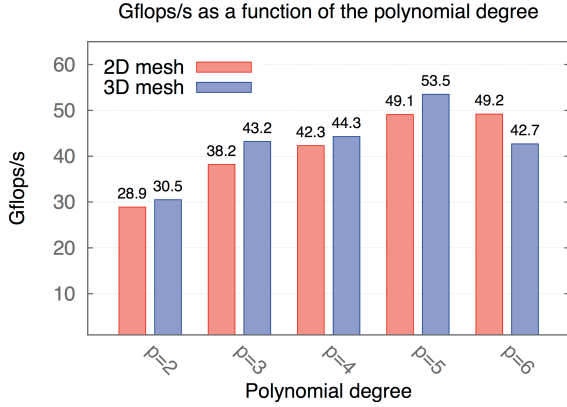 Gflops/s as a function of the polynomial degree
2D mesh
3D mesh
60
50
40
30
20
10
Gflops/s
28.9 30.5
38.2 43.2
42.3 44.3
49.1 53.5
49.2 42.7
p=2 p=3 p=4 p=5 p=6
Polynomial degree